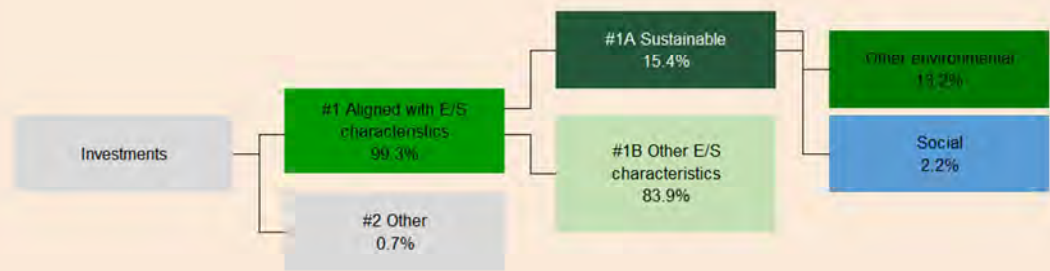 Investments
#1 Aligned with E/S
characteristics
99.3%
#2 Other
0.7%
#1A Sustainable
15.4%
#1B Other E/S
characteristics
83.9%
Other environmental
13.2%
Social
2.2%